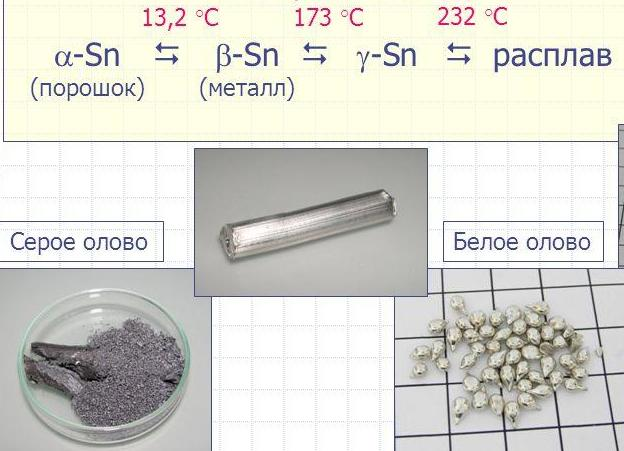 13,2 °C 173 °C 232 °C
α-Sn ⇆ β-Sn ⇆ γ-Sn ⇆ расплав
(порошок) (металл)
Серое олово
Белое олово